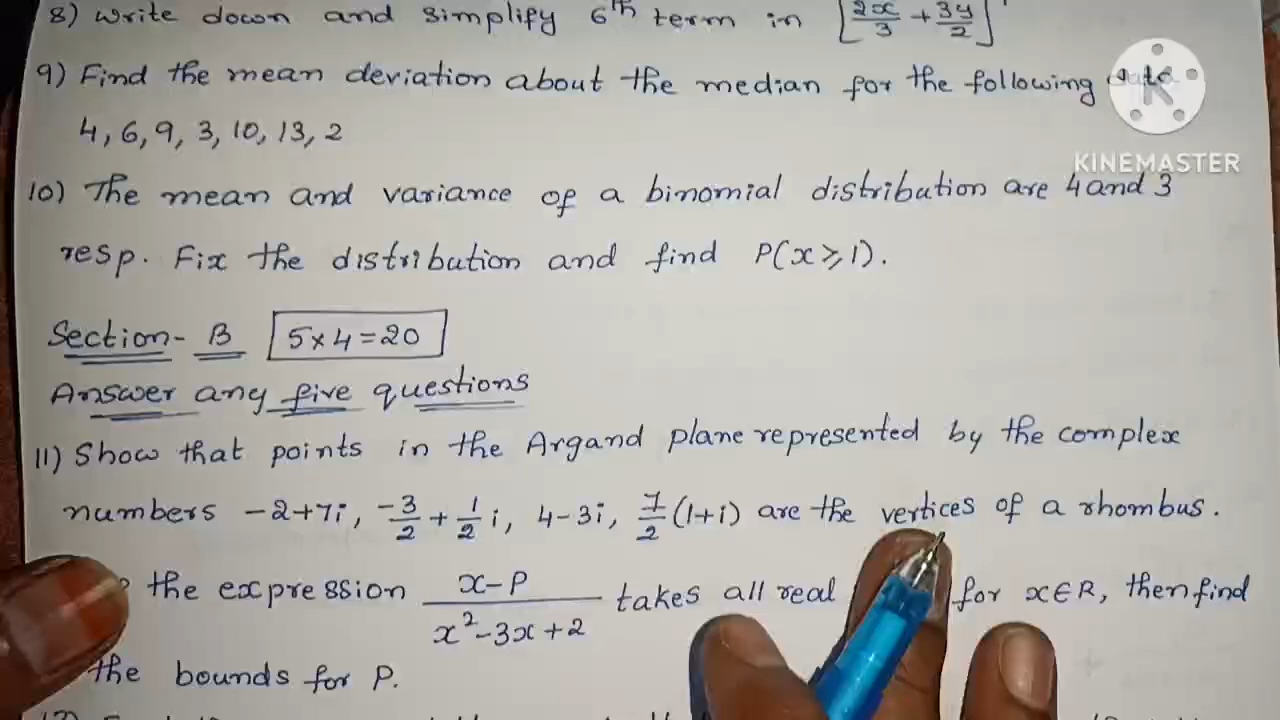 8) Write down and simplify 6th term in [2x/3 + 3y/2]
9) Find the mean deviation about the median for the following
4, 6, 9, 3, 10, 13, 2
KINEMASTER
10) The mean and variance of a binomial distribution are 4 and 3
resp. Fix the distribution and find P(x ≥ 1).
Section - B 5 × 4 = 20
Answer any five questions
11) Show that points in the Argand plane represented by the complex
numbers -2+7i, -3/2 + 1/2 i, 4-3i, 7/2 (1+i) are the vertices of a rhombus.
the expression x-P / x²-3x+2 takes all real for x∈R, then find
the bounds for P.